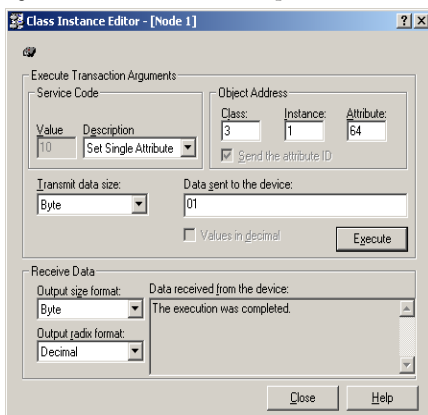 Class Instance Editor - [Node 1]
Execute Transaction Arguments
Service Code
Value Description
10 Set Single Attribute
Object Address
Class: Instance: Attribute:
3 1 64
Send the attribute ID
Transmit data size:
Byte
Data sent to the device:
01
Values in decimal
Execute
Receive Data
Output size format:
Byte
Output radix format:
Decimal
Data received from the device:
The execution was completed.
Close Help